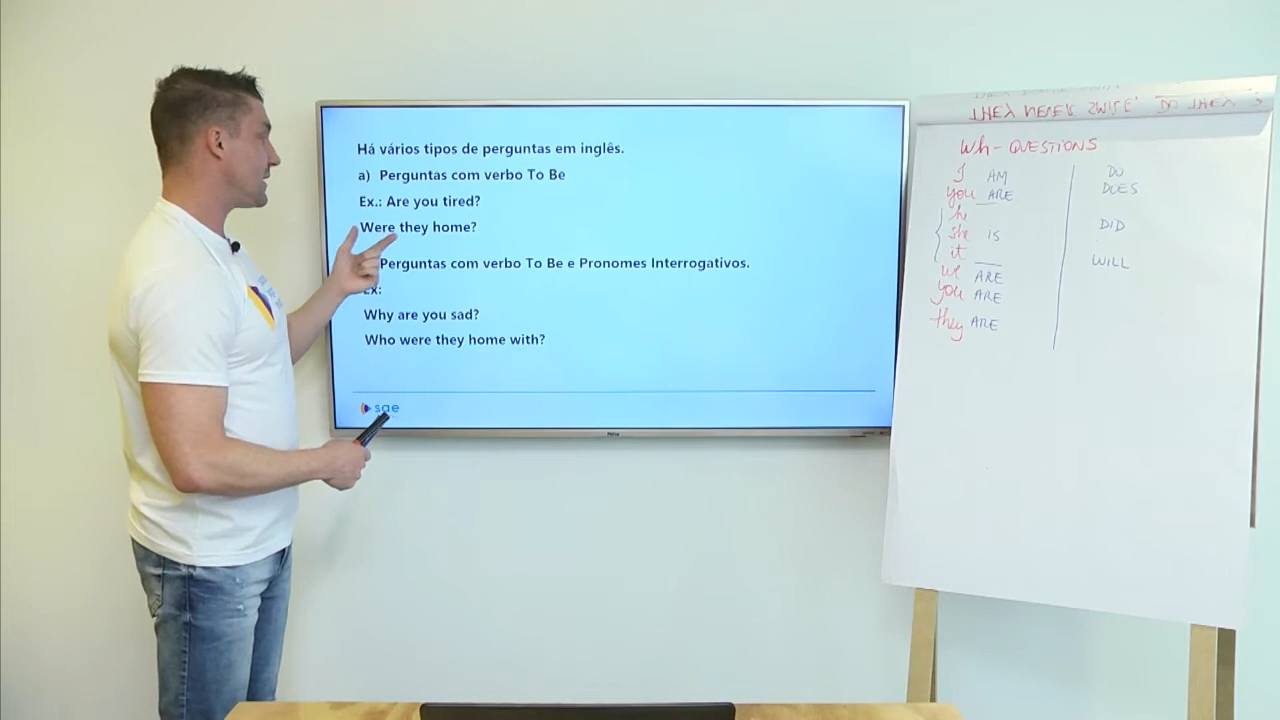 Há vários tipos de perguntas em inglês.
a) Perguntas com verbo To Be
Ex.: Are you tired?
Were they home?
Perguntas com verbo To Be e Pronomes Interrogativos.
Ex:
Why are you sad?
Who were they home with?
sae
Wh- QUESTIONS
I AM
you ARE
he
she is
it
we ARE
you ARE
they ARE
DO
DOES
DID
WILL